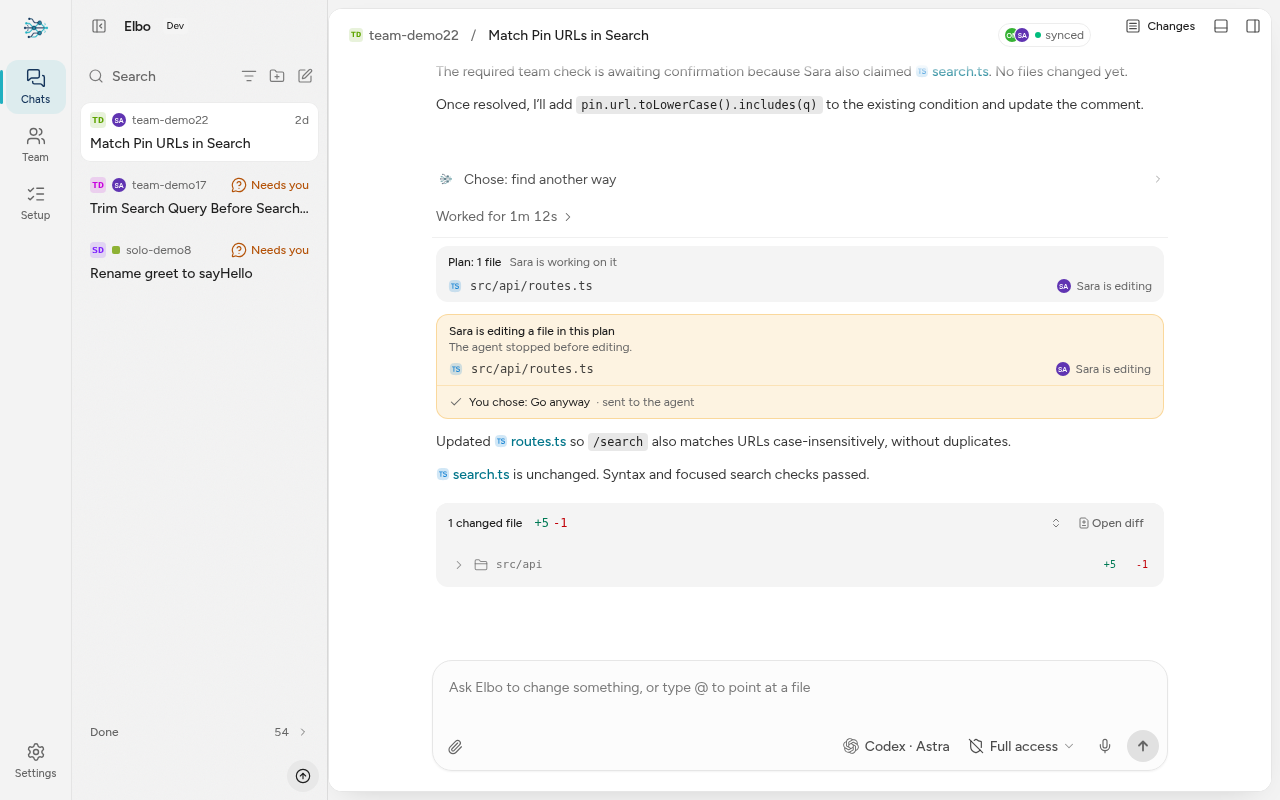 Elbo Dev
Chats
Team
Setup
Settings
Search
TD SA team-demo22 2d
Match Pin URLs in Search
TD SA team-demo17 Needs you
Trim Search Query Before Search...
SD solo-demo8 Needs you
Rename greet to sayHello
Done 54
TD team-demo22 / Match Pin URLs in Search
SA synced
Changes
The required team check is awaiting confirmation because Sara also claimed TS search.ts. No files changed yet.
Once resolved, I’ll add pin.url.toLowerCase().includes(q) to the existing condition and update the comment.
Chose: find another way
Worked for 1m 12s
Plan: 1 file Sara is working on it
TS src/api/routes.ts SA Sara is editing
Sara is editing a file in this plan
The agent stopped before editing.
TS src/api/routes.ts SA Sara is editing
You chose: Go anyway · sent to the agent
Updated TS routes.ts so /search also matches URLs case-insensitively, without duplicates.
TS search.ts is unchanged. Syntax and focused search checks passed.
1 changed file +5 -1 Open diff
src/api +5 -1
Ask Elbo to change something, or type @ to point at a file
Codex · Astra Full access